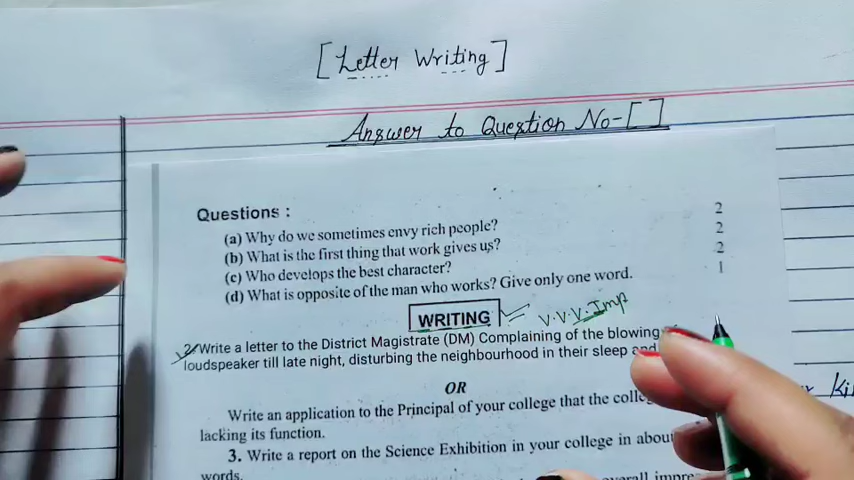 [Letter Writing]
Answer to Question No-[ ]
Questions :
(a) Why do we sometimes envy rich people? 2
(b) What is the first thing that work gives us? 2
(c) Who develops the best character? 2
(d) What is opposite of the man who works? Give only one word. 1
WRITING V.V.V.Imp
2. Write a letter to the District Magistrate (DM) Complaining of the blowing
loudspeaker till late night, disturbing the neighbourhood in their sleep and
OR
Write an application to the Principal of your college that the
lacking its function.
3. Write a report on the Science Exhibition in your college in
words.
overall